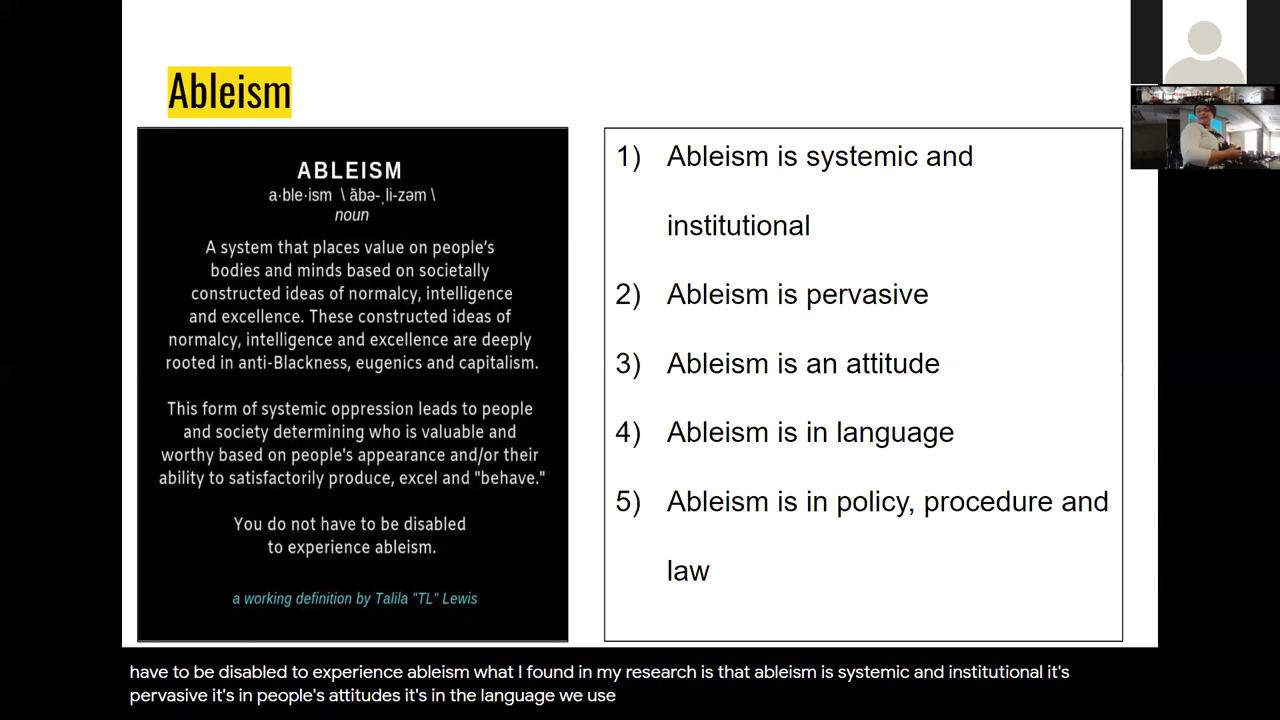 Ableism
ABLEISM
a·ble·ism \ ābə-ˌli-zəm \
noun
A system that places value on people’s
bodies and minds based on societally
constructed ideas of normalcy, intelligence
and excellence. These constructed ideas of
normalcy, intelligence and excellence are deeply
rooted in anti-Blackness, eugenics and capitalism.
This form of systemic oppression leads to people
and society determining who is valuable and
worthy based on people's appearance and/or their
ability to satisfactorily produce, excel and "behave."
You do not have to be disabled
to experience ableism.
a working definition by Talila "TL" Lewis
1) Ableism is systemic and
institutional
2) Ableism is pervasive
3) Ableism is an attitude
4) Ableism is in language
5) Ableism is in policy, procedure and
law
have to be disabled to experience ableism what I found in my research is that ableism is systemic and institutional it's
pervasive it's in people's attitudes it's in the language we use